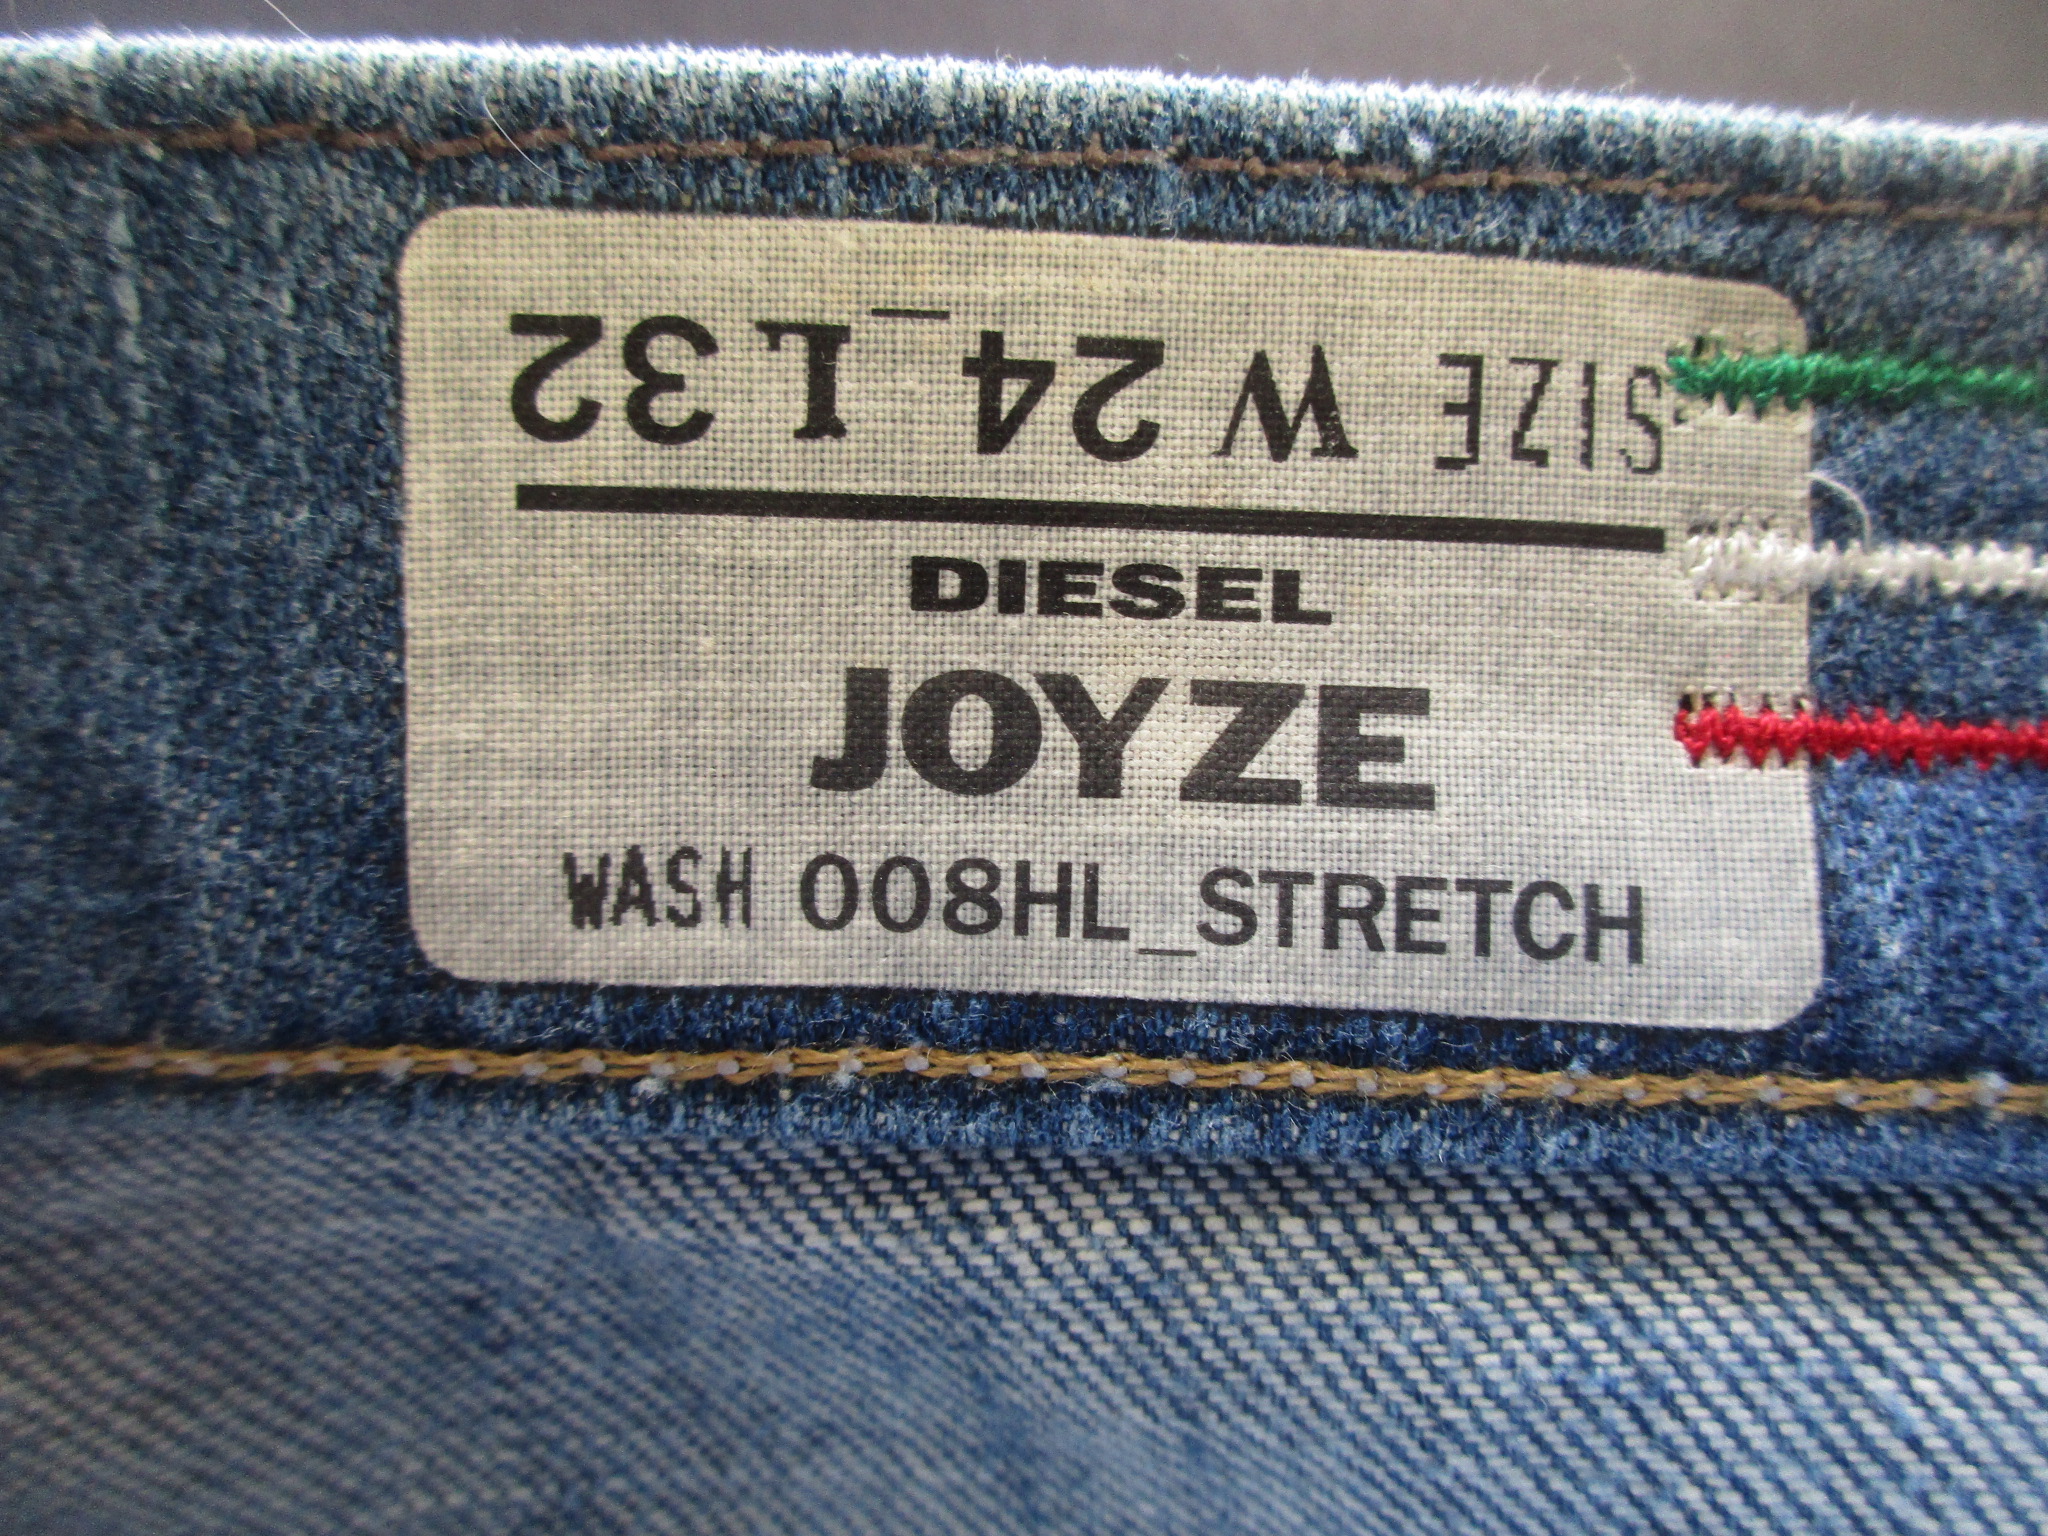 SIZE W 24_L 32
DIESEL
JOYZE
WASH 008HL_STRETCH